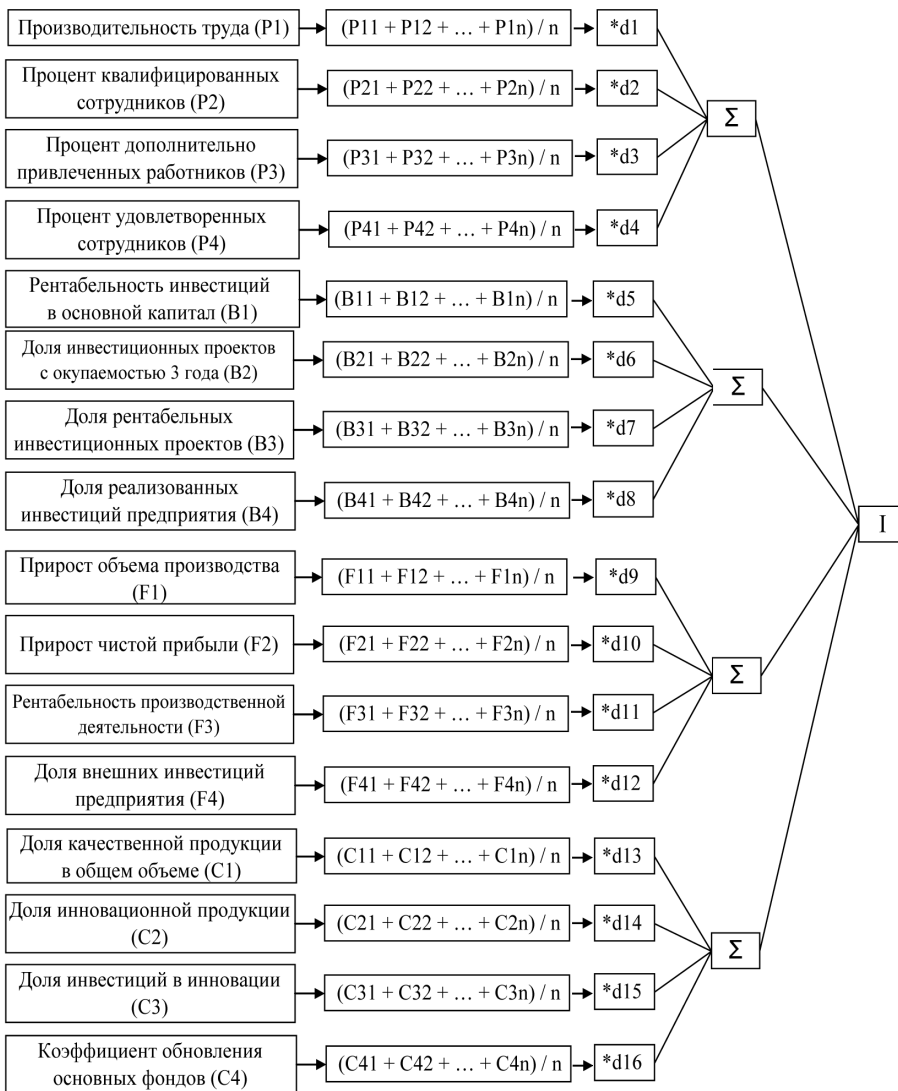 Производительность труда (P1)
(P11 + P12 + … + P1n) / n
*d1
Процент квалифицированных
сотрудников (P2)
(P21 + P22 + … + P2n) / n
*d2
Σ
Процент дополнительно
привлеченных работников (P3)
(P31 + P32 + … + P3n) / n
*d3
Процент удовлетворенных
сотрудников (P4)
(P41 + P42 + … + P4n) / n
*d4
Рентабельность инвестиций
в основной капитал (B1)
(B11 + B12 + … + B1n) / n
*d5
Доля инвестиционных проектов
с окупаемостью 3 года (B2)
(B21 + B22 + … + B2n) / n
*d6
Σ
Доля рентабельных
инвестиционных проектов (B3)
(B31 + B32 + … + B3n) / n
*d7
Доля реализованных
инвестиций предприятия (B4)
(B41 + B42 + … + B4n) / n
*d8
I
Прирост объема производства
(F1)
(F11 + F12 + … + F1n) / n
*d9
Прирост чистой прибыли (F2)
(F21 + F22 + … + F2n) / n
*d10
Σ
Рентабельность производственной
деятельности (F3)
(F31 + F32 + … + F3n) / n
*d11
Доля внешних инвестиций
предприятия (F4)
(F41 + F42 + … + F4n) / n
*d12
Доля качественной продукции
в общем объеме (C1)
(C11 + C12 + … + C1n) / n
*d13
Доля инновационной продукции
(C2)
(C21 + C22 + … + C2n) / n
*d14
Σ
Доля инвестиций в инновации
(C3)
(C31 + C32 + … + C3n) / n
*d15
Коэффициент обновления
основных фондов (C4)
(C41 + C42 + … + C4n) / n
*d16